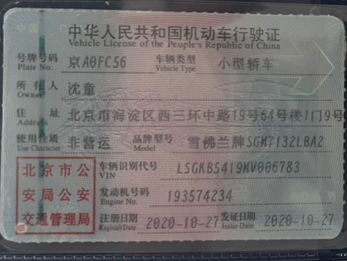 中华人民共和国机动车行驶证
Vehicle License of the People's Republic of China
号牌号码 京A0FC56 车辆类型 小型轿车
Plate No. Vehicle Type
所有人 沈童
Owner
住址 北京市海淀区西三环中路19号64号楼1门9号
Address
使用性质 非营运 品牌型号 雪佛兰牌SGM7132LBA2
Use Character Model
北京市公安局公安交通管理局
车辆识别代号 LSGKB5419MV006783
VIN
发动机号码 193574234
Engine No.
注册日期 2020-10-27 发证日期 2020-10-27
Register Date Issue Date